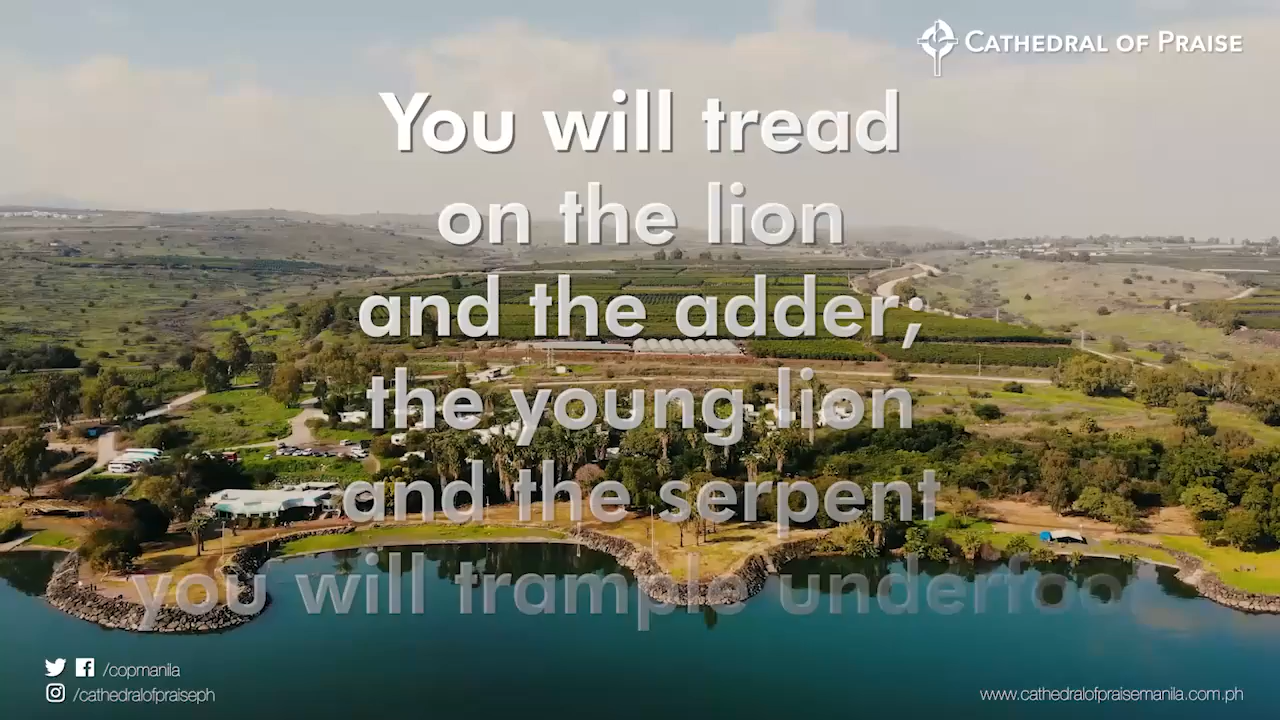 CATHEDRAL OF PRAISE
You will tread
on the lion
and the adder;
the young lion
and the serpent
you will trample underfoo
/copmanila
/cathedralofpraiseph
www.cathedralofpraisemanila.com.ph